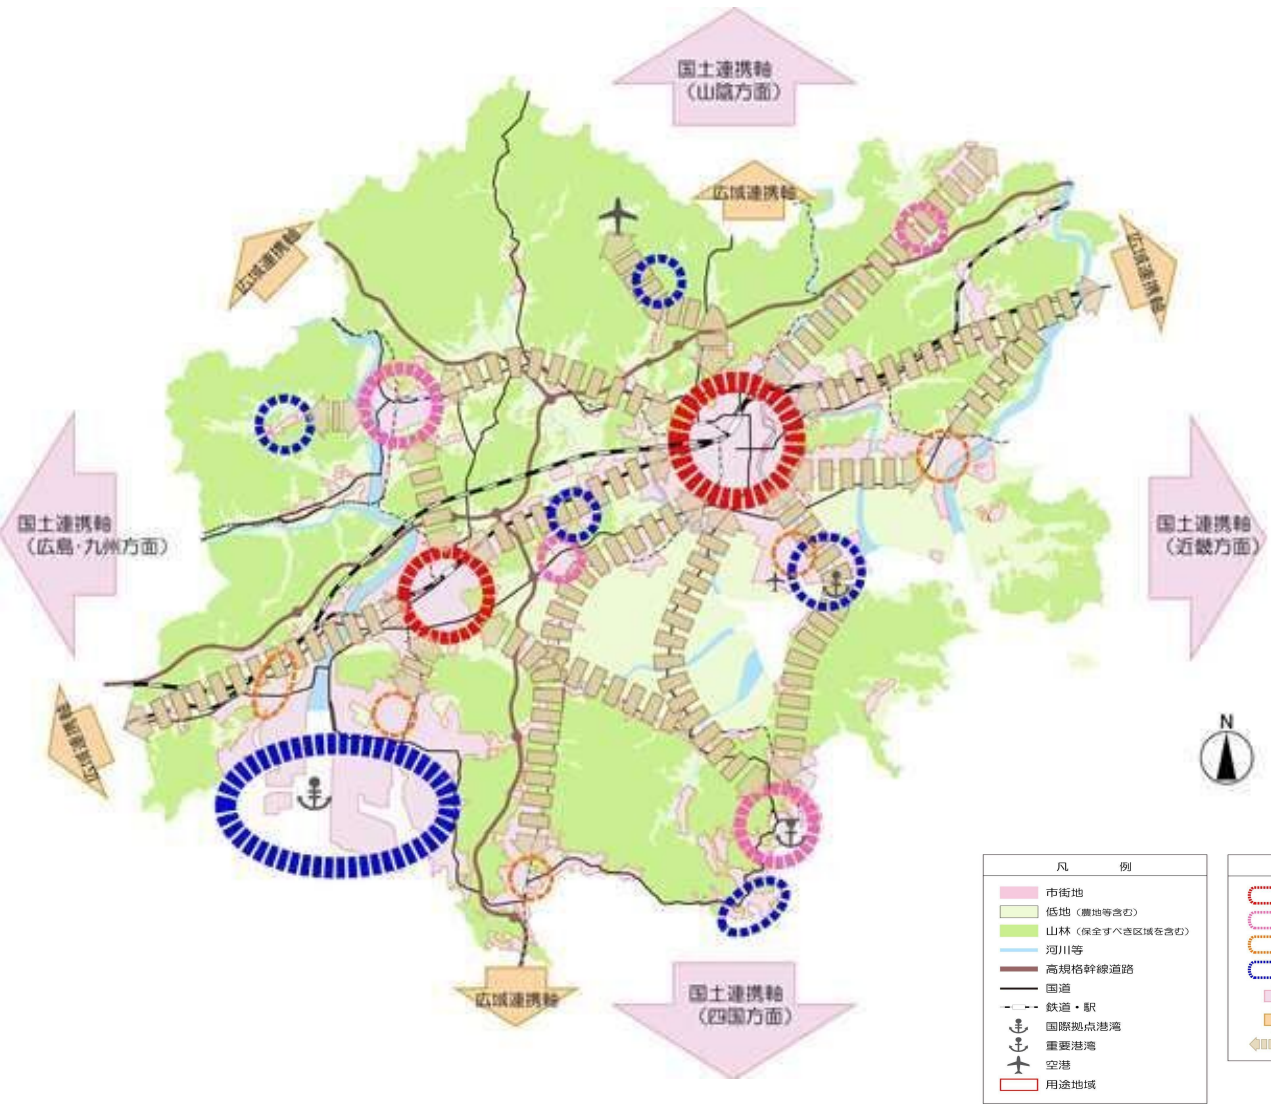 国土連携軸
（山陰方面）
広域連携軸
広域連携軸
広域連携軸
国土連携軸
（広島・九州方面）
国土連携軸
（近畿方面）
広域連携軸
N
広域連携軸
国土連携軸
（四国方面）
凡 例
市街地
低地（農地等含む）
山林（保全すべき区域を含む）
河川等
高規格幹線道路
国道
鉄道・駅
国際拠点港湾
重要港湾
空港
用途地域